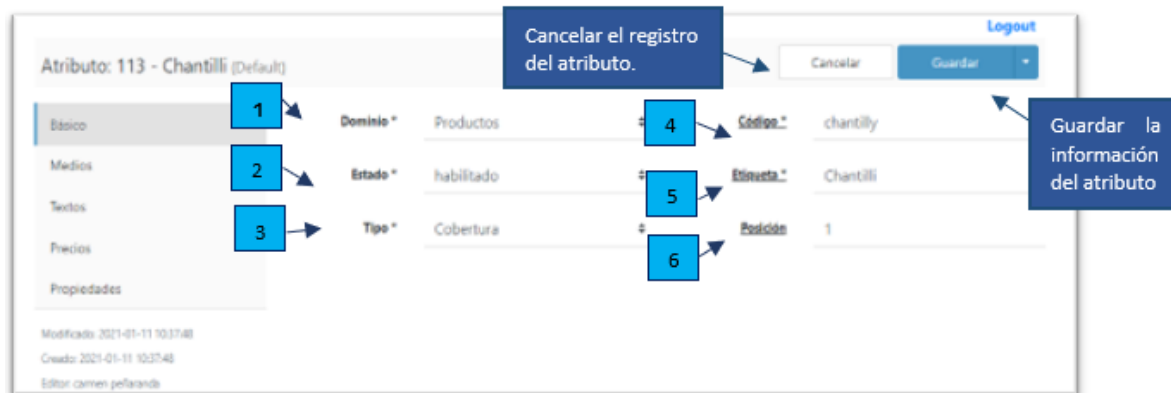 Logout
Cancelar el registro
del atributo.
Atributo: 113 - Chantilli (Default)
Cancelar
Guardar
Guardar la
información
del atributo
Básico
Medios
Textos
Precios
Propiedades
1
Dominio *
Productos
4
Código *
chantilly
2
Estado *
habilitado
5
Etiqueta *
Chantilli
3
Tipo *
Cobertura
6
Posición
1
Modificado: 2021-01-11 10:37:48
Creado: 2021-01-11 10:37:48
Editor: carmen peñaranda